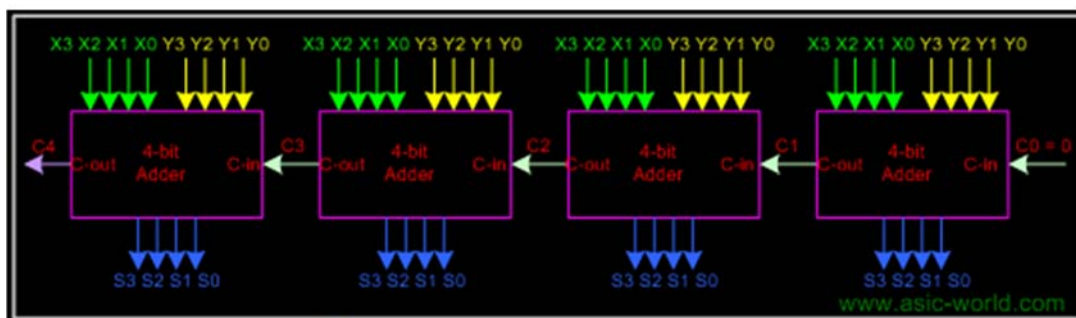 X3 X2 X1 X0 Y3 Y2 Y1 Y0 X3 X2 X1 X0 Y3 Y2 Y1 Y0 X3 X2 X1 X0 Y3 Y2 Y1 Y0 X3 X2 X1 X0 Y3 Y2 Y1 Y0
C4 C-out 4-bit C-in C3 C-out 4-bit C-in C2 C-out 4-bit C-in C1 C-out 4-bit C-in C0 = 0
Adder Adder Adder Adder
S3 S2 S1 S0 S3 S2 S1 S0 S3 S2 S1 S0 S3 S2 S1 S0
www.asic-world.com